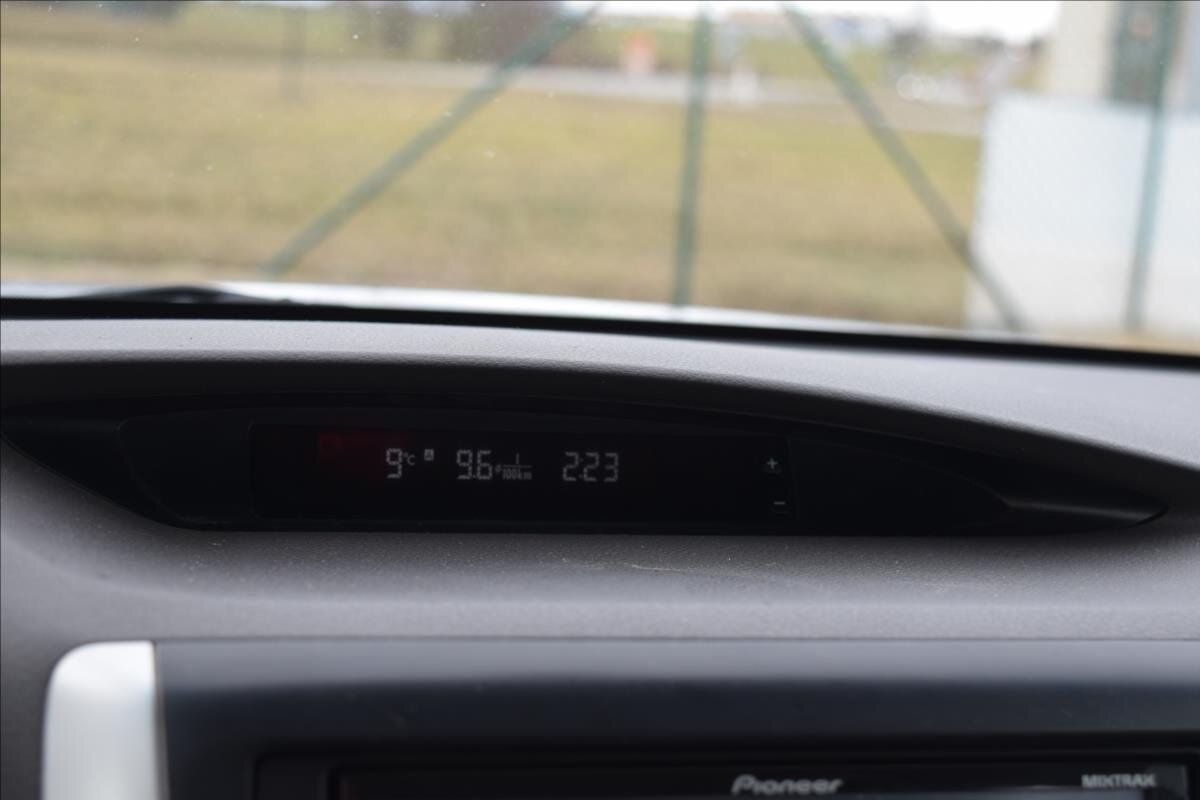 9°C A 9.6 ø l/100km 2:23
+
−
Pioneer MIXTRAX